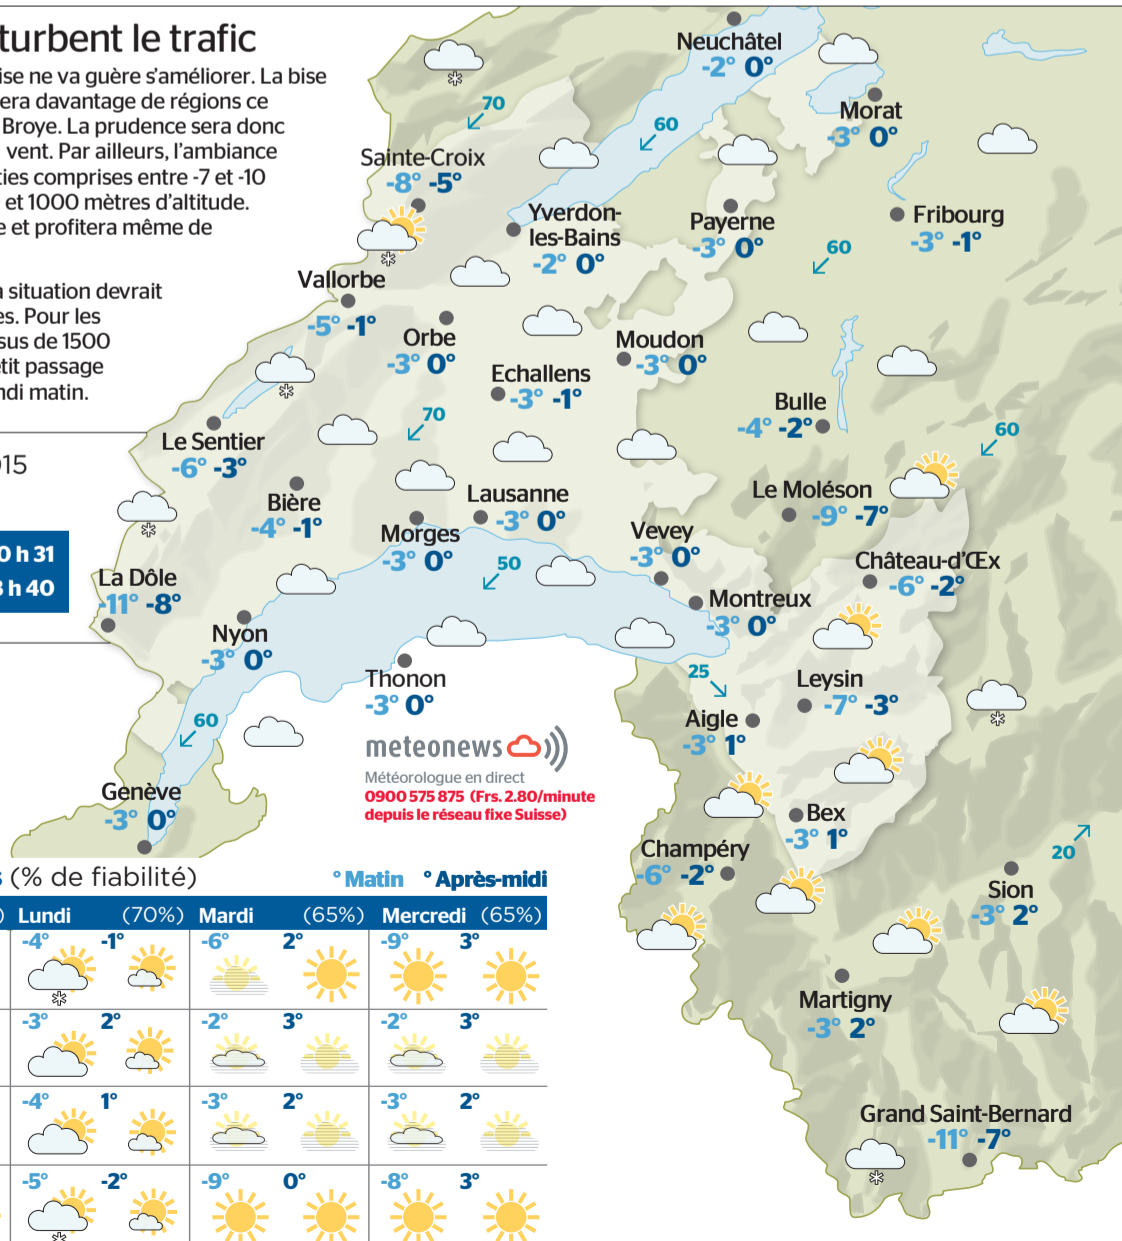 turbent le trafic
ise ne va guère s'améliorer. La bise
era davantage de régions ce
Broye. La prudence sera donc
vent. Par ailleurs, l'ambiance
ties comprises entre -7 et -10
et 1000 mètres d'altitude.
e et profitera même de
a situation devrait
es. Pour les
sus de 1500
etit passage
ndi matin.
015
0 h 31
8 h 40
Neuchâtel
-2° 0°
70
60
Morat
-3° 0°
Sainte-Croix
-8° -5°
Yverdon-
les-Bains
-2° 0°
Payerne
-3° 0°
Fribourg
-3° -1°
60
Vallorbe
-5° -1°
Orbe
-3° 0°
Moudon
-3° 0°
Echallens
-3° -1°
70
Bulle
-4° -2°
60
Le Sentier
-6° -3°
Bière
-4° -1°
Lausanne
-3° 0°
Le Moléson
-9° -7°
Morges
-3° 0°
Vevey
-3° 0°
50
Château-d'Œx
-6° -2°
La Dôle
-11° -8°
Montreux
-3° 0°
Nyon
-3° 0°
Thonon
-3° 0°
25
Leysin
-7° -3°
Aigle
-3° 1°
60
meteonews
Météorologue en direct
0900 575 875 (Frs. 2.80/minute
depuis le réseau fixe Suisse)
Genève
-3° 0°
Bex
-3° 1°
Champéry
-6° -2°
20
Sion
-3° 2°
Martigny
-3° 2°
Grand Saint-Bernard
-11° -7°
s (% de fiabilité)
° Matin ° Après-midi
) Lundi (70%) Mardi (65%) Mercredi (65%)
-4° -1° -6° 2° -9° 3°
-3° 2° -2° 3° -2° 3°
-4° 1° -3° 2° -3° 2°
-5° -2° -9° 0° -8° 3°